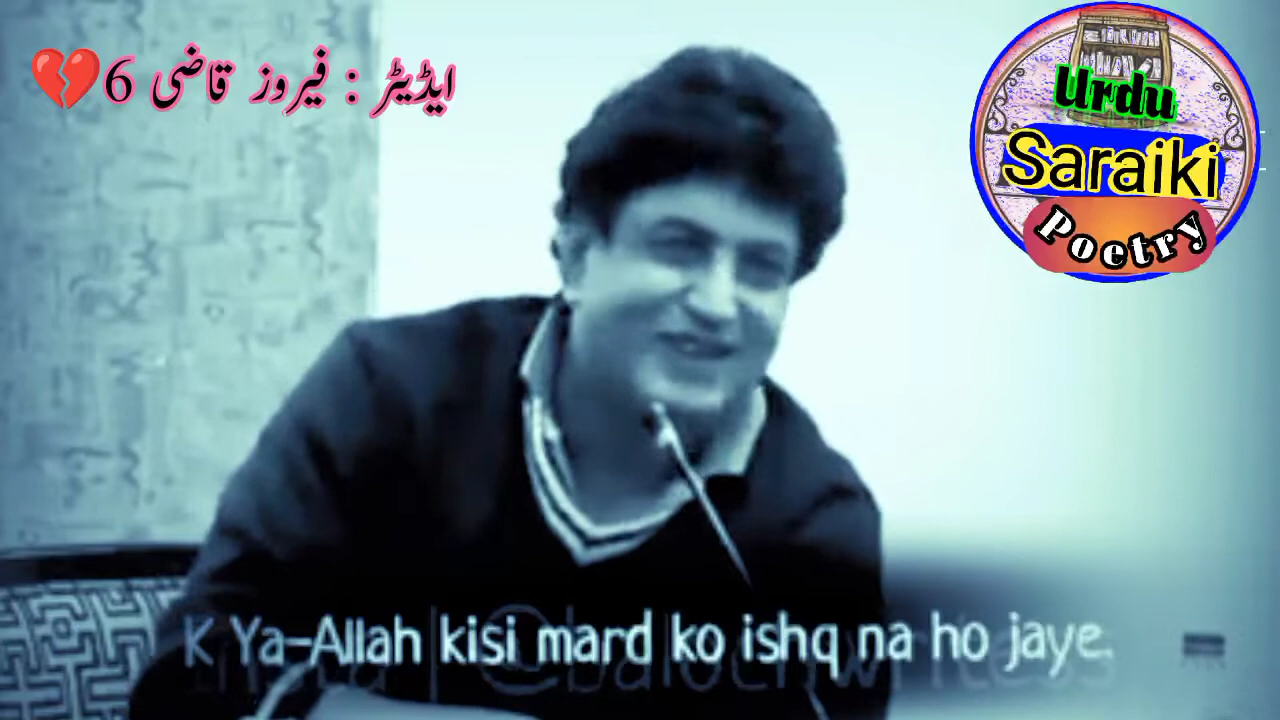 ایڈیٹر : فیروز قاضی 6💔
Urdu
Saraiki
Poetry
K Ya-Allah kisi mard ko ishq na ho jaye.